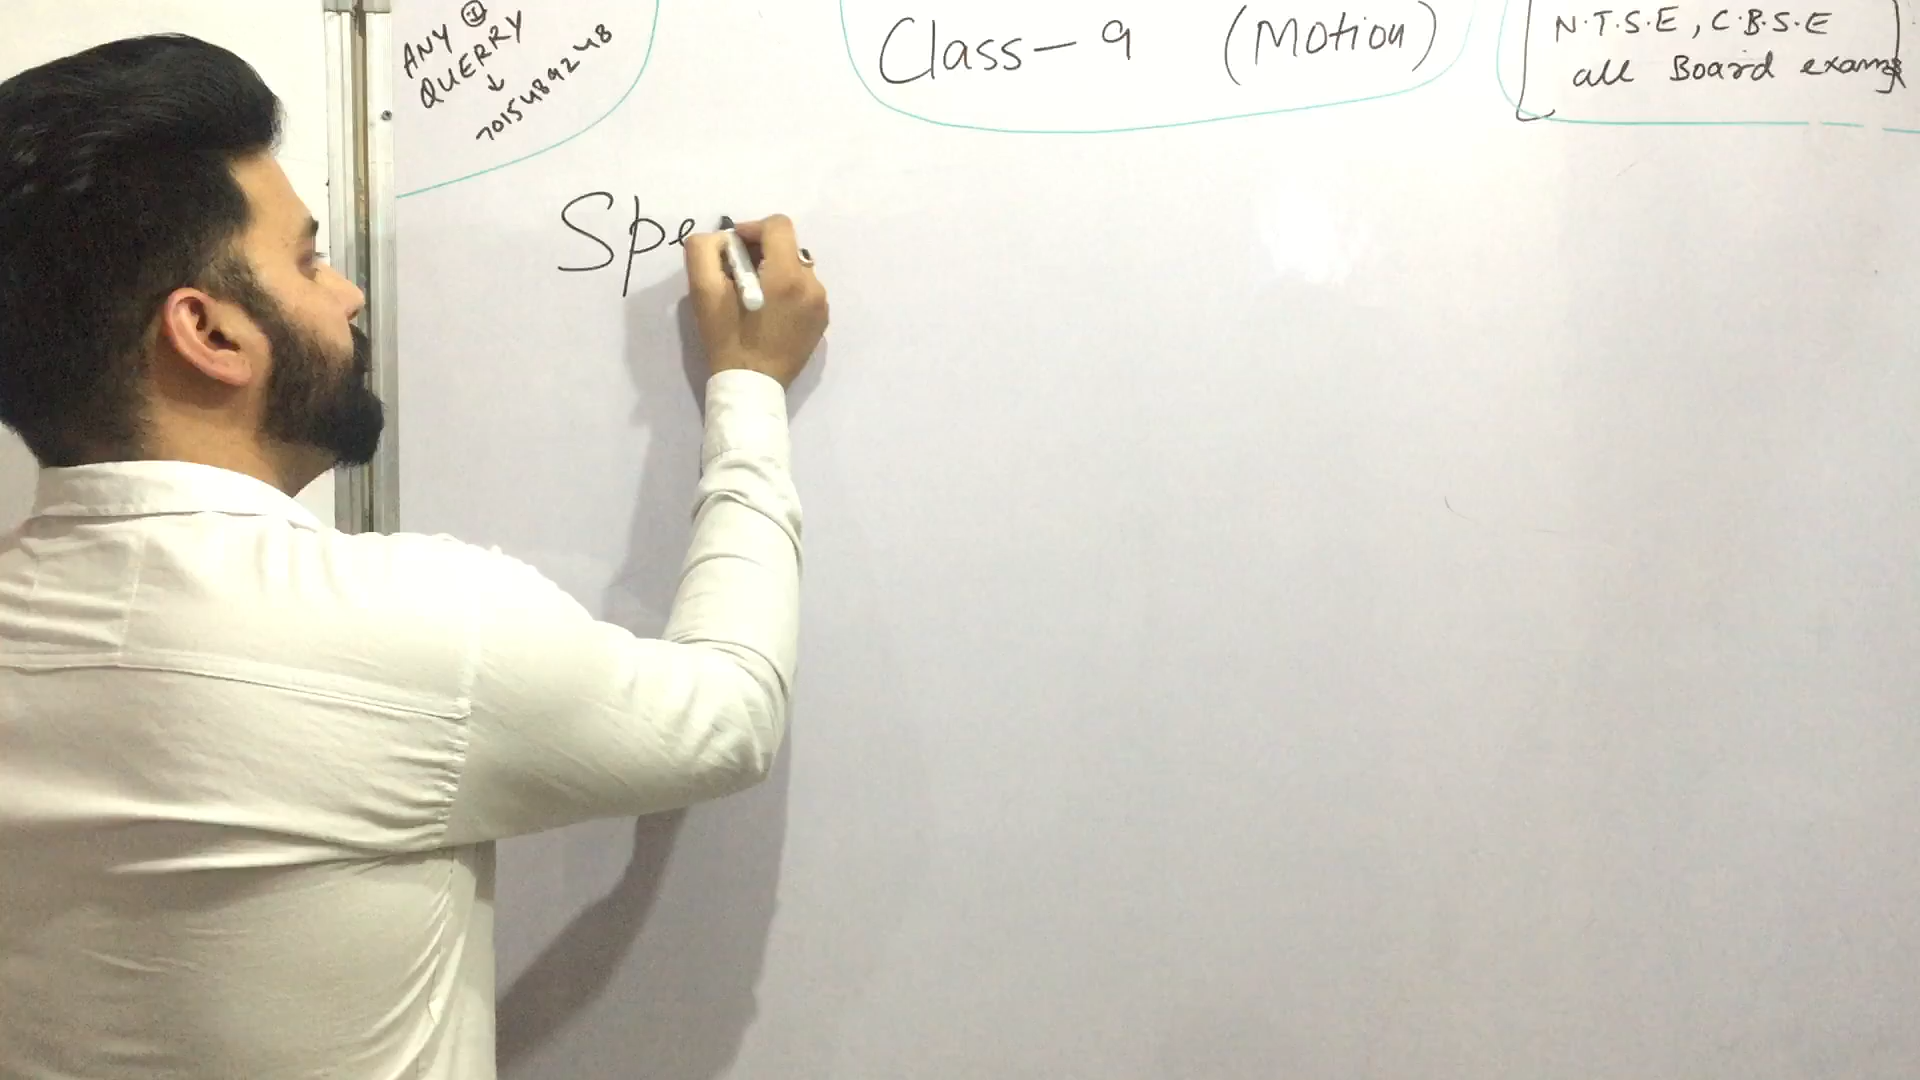 ANY
QUERRY
↓
7015489248
Class - 9 (Motion)
N.T.S.E, C.B.S.E
all Board exams
Spe